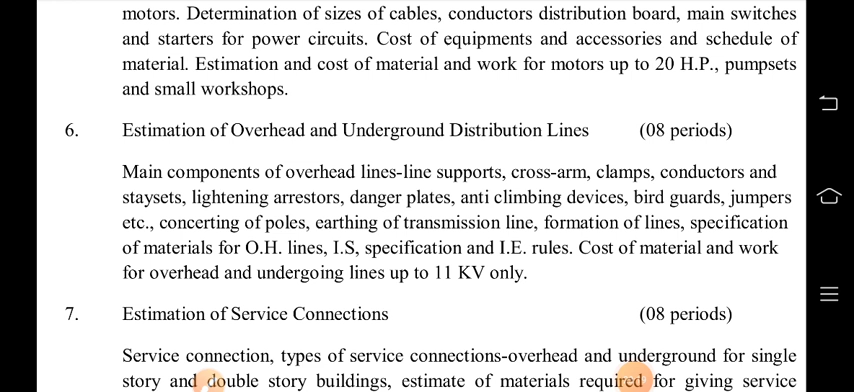 motors. Determination of sizes of cables, conductors distribution board, main switches
and starters for power circuits. Cost of equipments and accessories and schedule of
material. Estimation and cost of material and work for motors up to 20 H.P., pumpsets
and small workshops.
6. Estimation of Overhead and Underground Distribution Lines (08 periods)
Main components of overhead lines-line supports, cross-arm, clamps, conductors and
staysets, lightening arrestors, danger plates, anti climbing devices, bird guards, jumpers
etc., concerting of poles, earthing of transmission line, formation of lines, specification
of materials for O.H. lines, I.S, specification and I.E. rules. Cost of material and work
for overhead and undergoing lines up to 11 KV only.
7. Estimation of Service Connections (08 periods)
Service connection, types of service connections-overhead and underground for single
story and double story buildings, estimate of materials required for giving service